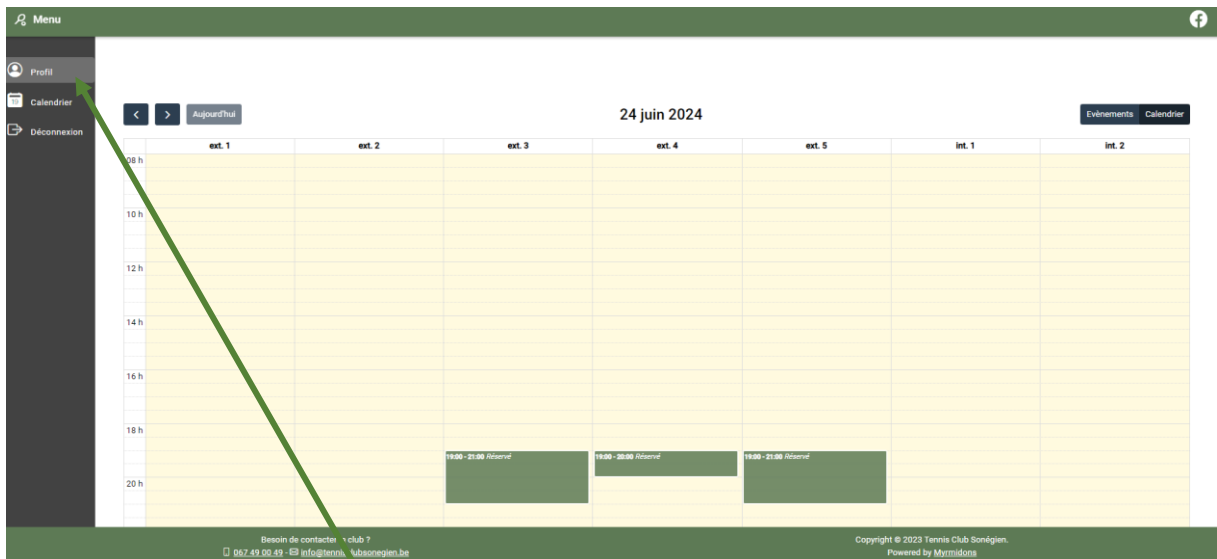 Menu
Profil
Calendrier
Déconnexion
Aujourd'hui
24 juin 2024
Evènements Calendrier
ext. 1 ext. 2 ext. 3 ext. 4 ext. 5 int. 1 int. 2
08 h
10 h
12 h
14 h
16 h
18 h
19:00 - 21:00 Réservé 19:00 - 20:00 Réservé 19:00 - 21:00 Réservé
20 h
Besoin de contacter club ?
067 49 00 49 - info@tennisclubsonegien.be
Copyright © 2023 Tennis Club Sonégien.
Powered by Myrmidons